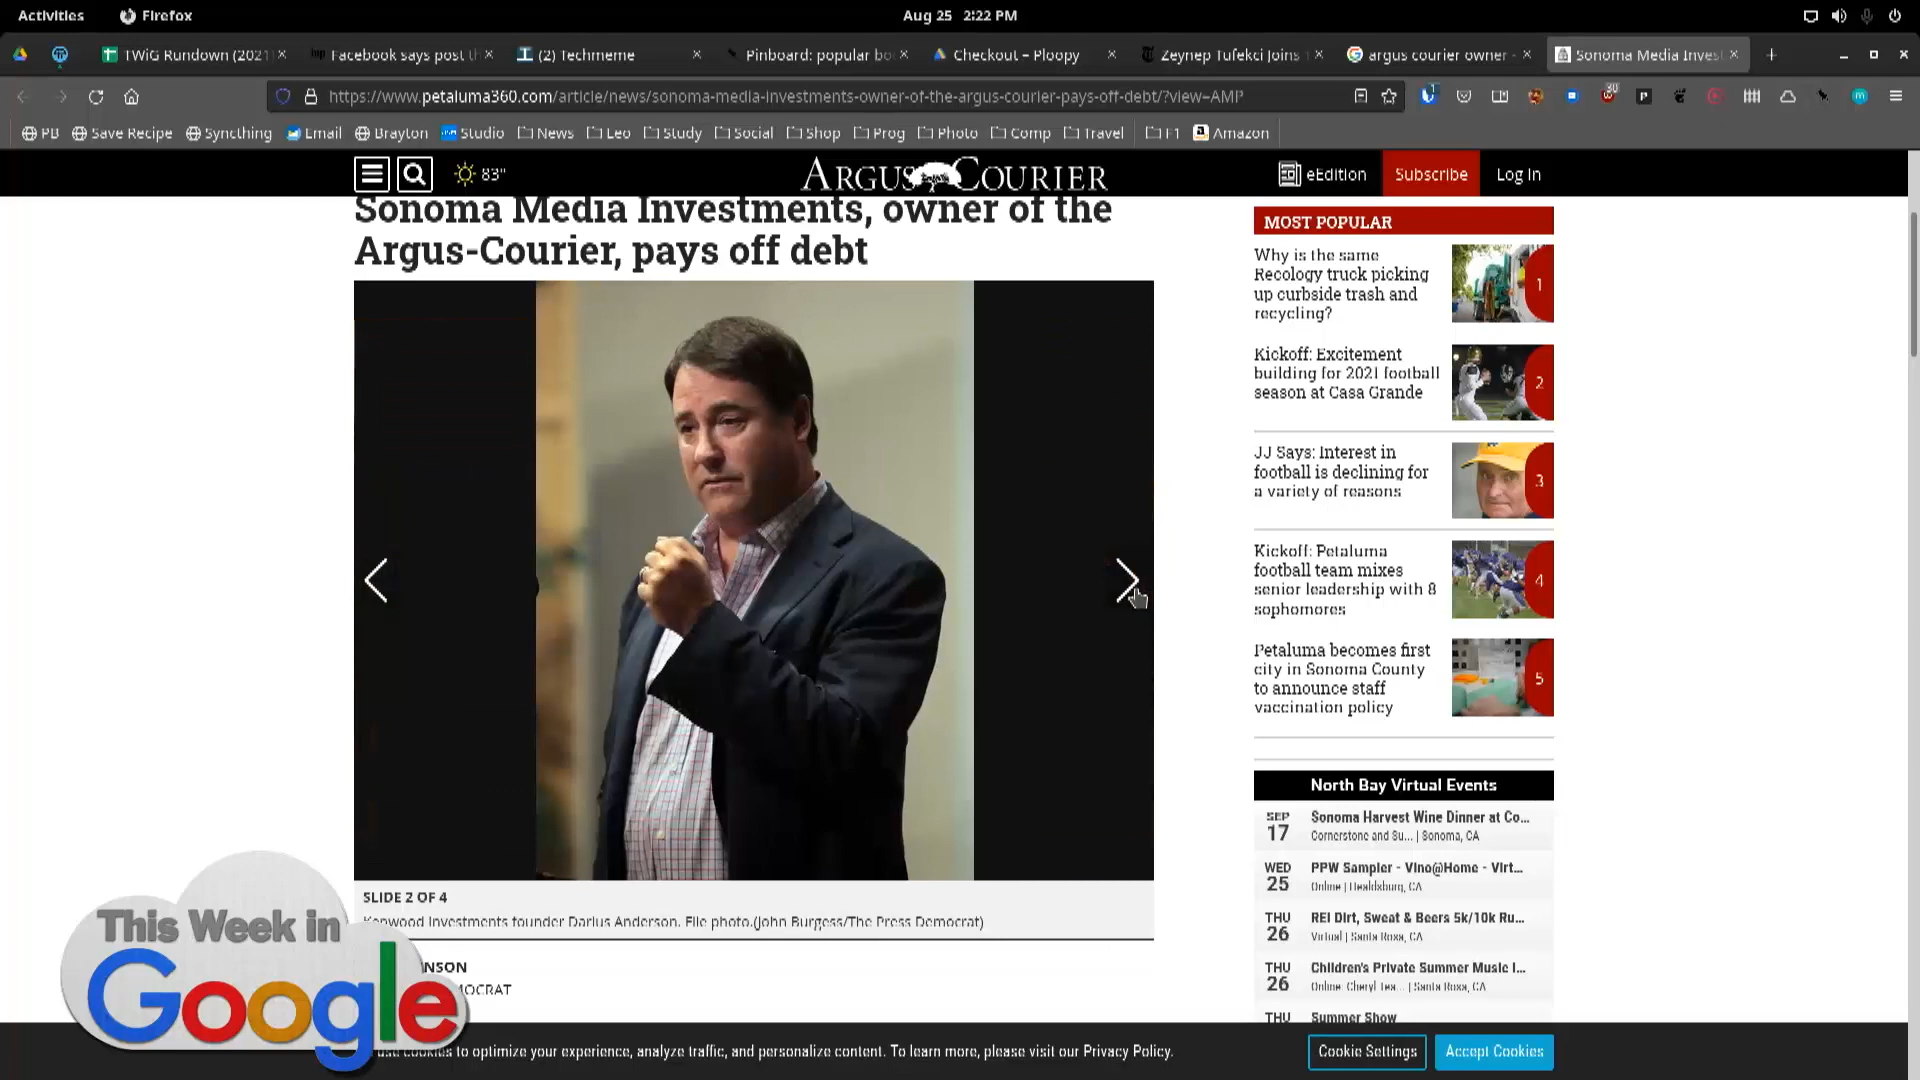 Activities
Firefox
Aug 25 2:22 PM
TWiG Rundown (2021
Facebook says post th
(2) Techmeme
Pinboard: popular bo
Checkout – Ploopy
Zeynep Tufekci Joins
argus courier owner -
Sonoma Media Invest
https://www.petaluma360.com/article/news/sonoma-media-investments-owner-of-the-argus-courier-pays-off-debt/?view=AMP
PB
Save Recipe
Syncthing
Email
Brayton
Studio
News
Leo
Study
Social
Shop
Prog
Photo
Comp
Travel
F1
Amazon
83°
ARGUS COURIER
eEdition
Subscribe
Log In
Sonoma Media Investments, owner of the
Argus-Courier, pays off debt
SLIDE 2 OF 4
Kenwood Investments founder Darius Anderson. File photo.(John Burgess/The Press Democrat)
NSON
MOCRAT
MOST POPULAR
Why is the same
Recology truck picking
up curbside trash and
recycling?
1
Kickoff: Excitement
building for 2021 football
season at Casa Grande
2
JJ Says: Interest in
football is declining for
a variety of reasons
3
Kickoff: Petaluma
football team mixes
senior leadership with 8
sophomores
4
Petaluma becomes first
city in Sonoma County
to announce staff
vaccination policy
5
North Bay Virtual Events
SEP
17
Sonoma Harvest Wine Dinner at Co...
Cornerstone and Su... | Sonoma, CA
WED
25
PPW Sampler - Vino@Home - Virt...
Online | Healdsburg, CA
THU
26
REI Dirt, Sweat & Beers 5k/10k Ru...
Virtual | Santa Rosa, CA
THU
26
Children's Private Summer Music I...
Online: Cheryl Lea... | Santa Rosa, CA
THU
Summer Show
This Week in
Google
use cookies to optimize your experience, analyze traffic, and personalize content. To learn more, please visit our Privacy Policy.
Cookie Settings
Accept Cookies